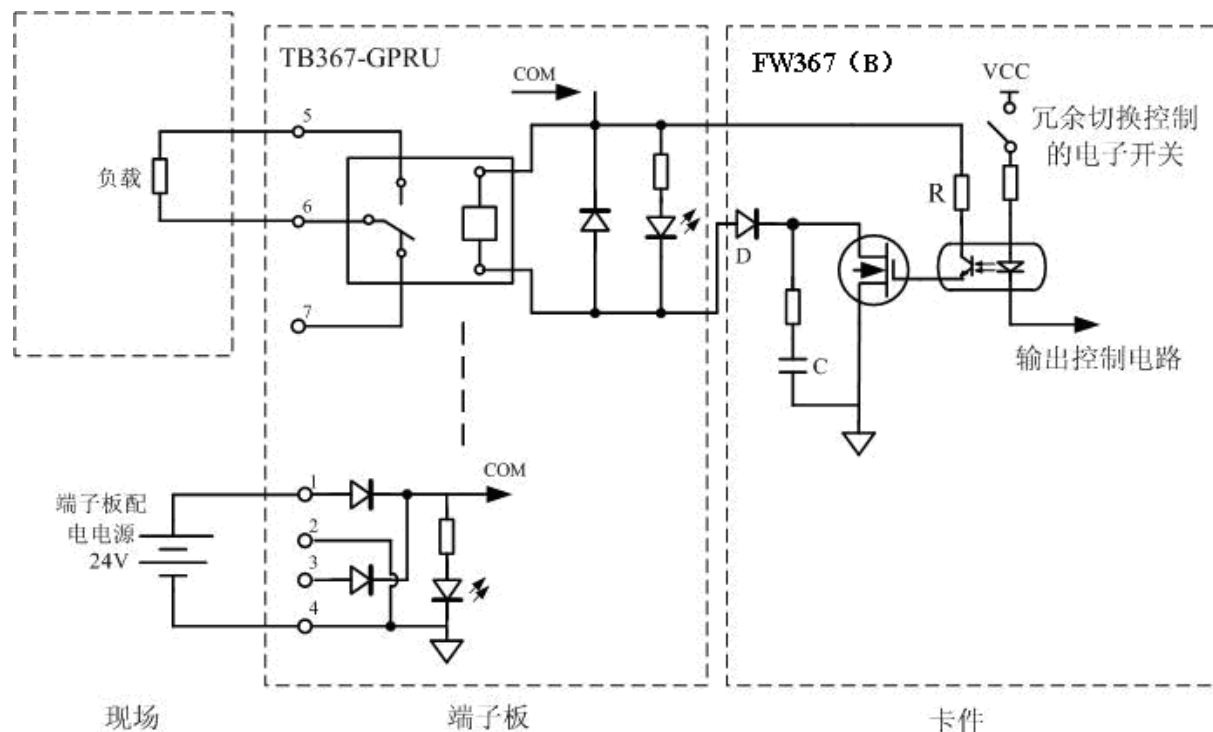 TB367-GPRU
FW367（B）
COM
VCC
冗余切换控制
的电子开关
5
负载
6
R
D
7
C
输出控制电路
COM
1
端子板配
电电源
24V
2
3
4
现场
端子板
卡件